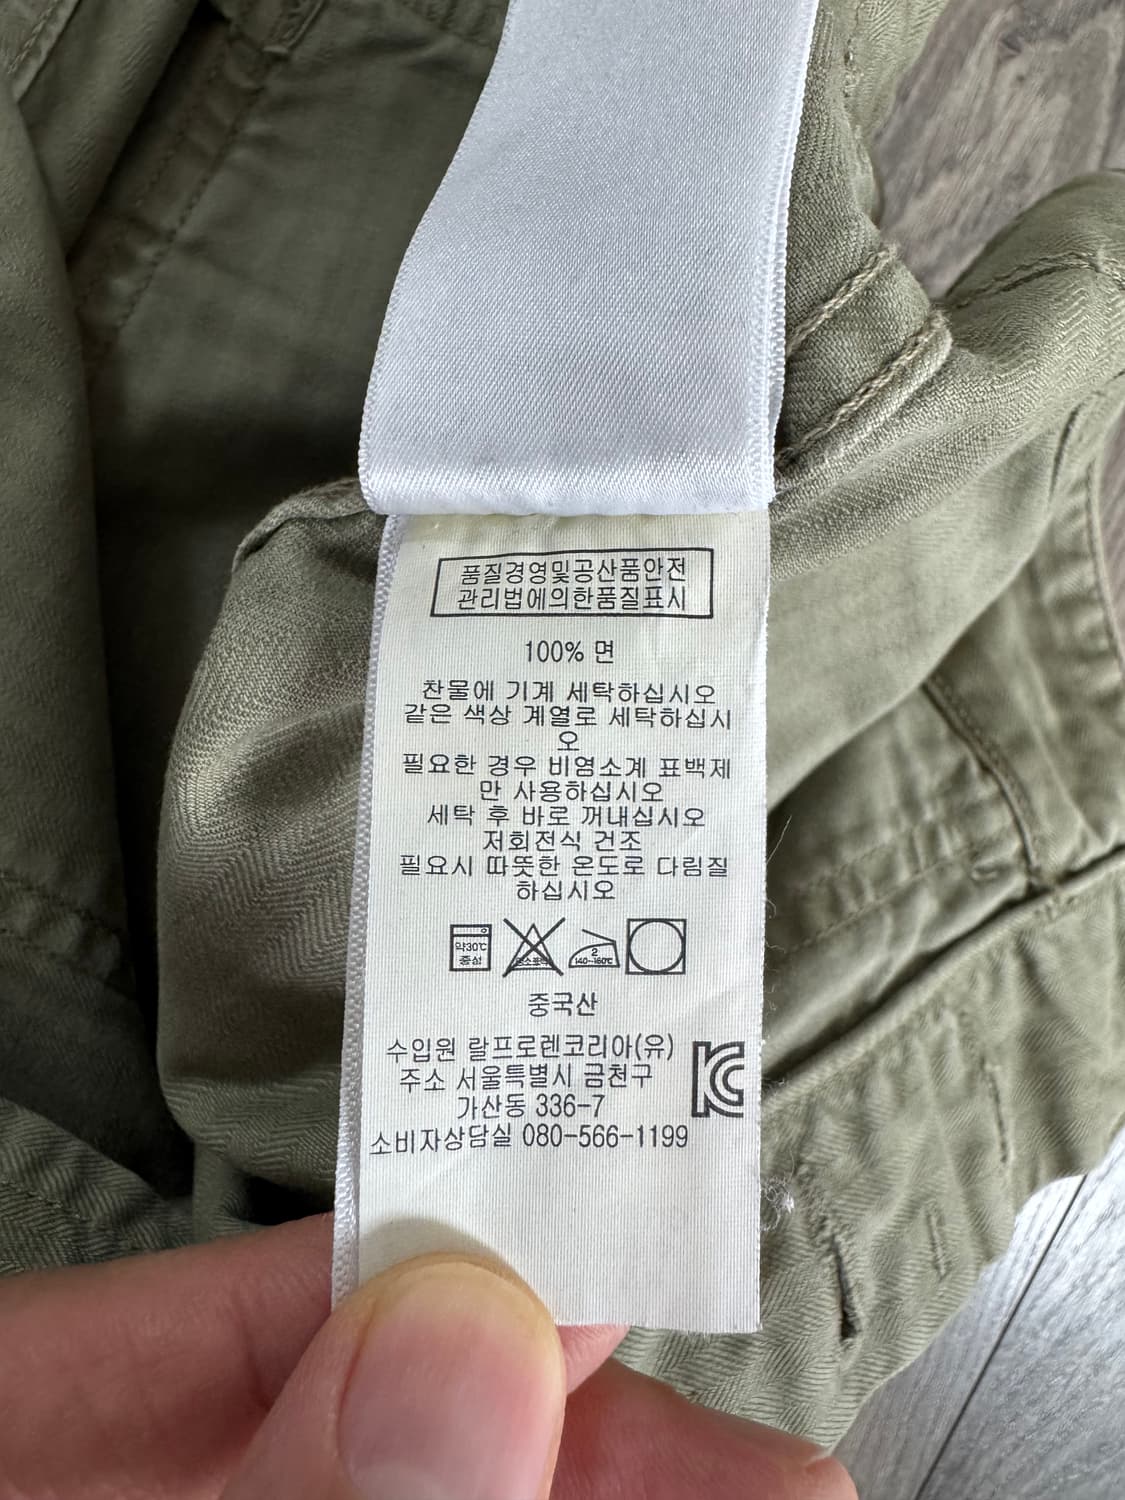 품질경영및공산품안전
관리법에의한품질표시
100% 면
찬물에 기계 세탁하십시오
같은 색상 계열로 세탁하십시
오
필요한 경우 비염소계 표백제
만 사용하십시오
세탁 후 바로 꺼내십시오
저회전식 건조
필요시 따뜻한 온도로 다림질
하십시오
약30℃
중성
2
140~160℃
중국산
수입원 랄프로렌코리아(유)
주소 서울특별시 금천구
가산동 336-7
소비자상담실 080-566-1199
KC